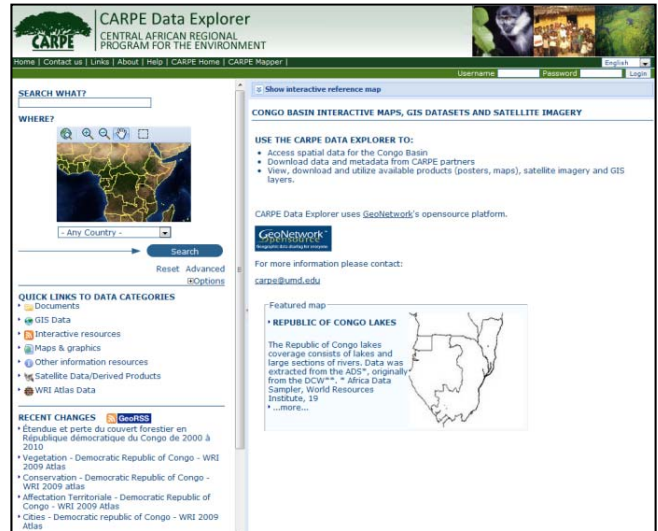 CARPE
CARPE Data Explorer
CENTRAL AFRICAN REGIONAL
PROGRAM FOR THE ENVIRONMENT
Home | Contact us | Links | About | Help | CARPE Home | CARPE Mapper |
English
Username
Password
Login
SEARCH WHAT?
WHERE?
- Any Country -
Search
Reset Advanced
Options
QUICK LINKS TO DATA CATEGORIES
Documents
GIS Data
Interactive resources
Maps & graphics
Other information resources
Satellite Data/Derived Products
WRI Atlas Data
RECENT CHANGES GeoRSS
• Étendue et perte du couvert forestier en
République démocratique du Congo de 2000 à
2010
• Vegetation - Democratic Republic of Congo - WRI
2009 Atlas
• Conservation - Democratic Republic of Congo -
WRI 2009 atlas
• Affectation Territoriale - Democratic Republic of
Congo - WRI 2009 Atlas
• Cities - Democratic republic of Congo - WRI 2009
Atlas
Show interactive reference map
CONGO BASIN INTERACTIVE MAPS, GIS DATASETS AND SATELLITE IMAGERY
USE THE CARPE DATA EXPLORER TO:
• Access spatial data for the Congo Basin
• Download data and metadata from CARPE partners
• View, download and utilize available products (posters, maps), satellite imagery and GIS
layers.
CARPE Data Explorer uses GeoNetwork's opensource platform.
GeoNetwork
opensource
Geographic data sharing for everyone
For more information please contact:
carpe@umd.edu
Featured map
• REPUBLIC OF CONGO LAKES
The Republic of Congo lakes
coverage consists of lakes and
large sections of rivers. Data was
extracted from the ADS*, originally
from the DCW**. * Africa Data
Sampler, World Resources
Institute, 19
• ...more...